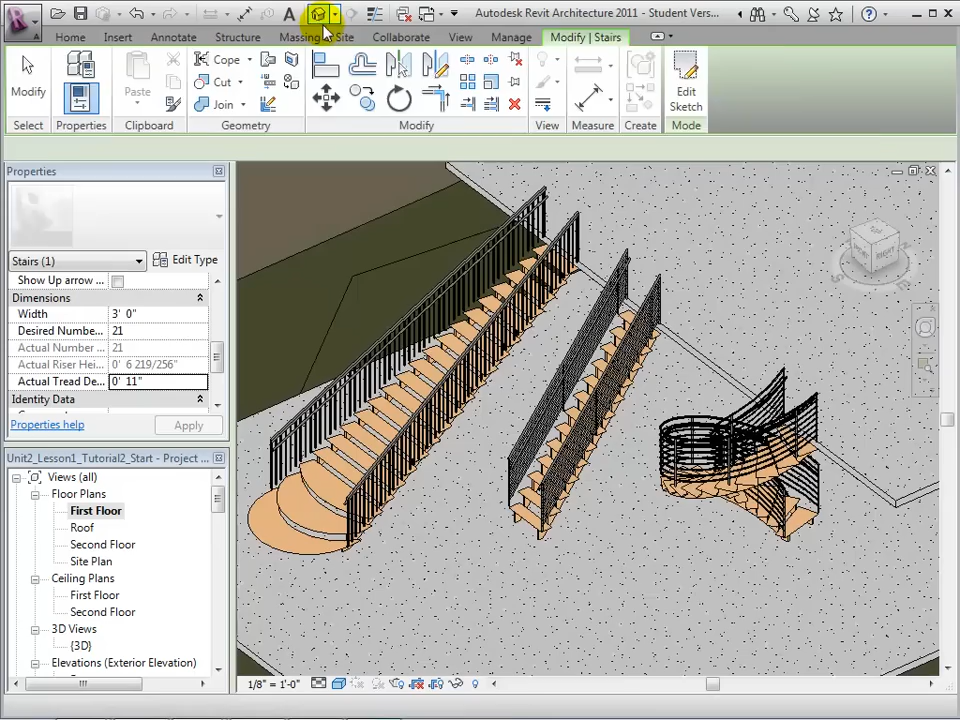 Autodesk Revit Architecture 2011 - Student Vers...
Home Insert Annotate Structure Massing & Site Collaborate View Manage Modify | Stairs
Modify
Paste
Cope
Cut
Join
Edit
Sketch
Select Properties Clipboard Geometry Modify View Measure Create Mode
Properties
Stairs (1)
Edit Type
Show Up arrow ...
Dimensions
Width 3' 0"
Desired Numbe... 21
Actual Number ... 21
Actual Riser Hei... 0' 6 219/256"
Actual Tread De... 0' 11"
Identity Data
Properties help
Apply
Unit2_Lesson1_Tutorial2_Start - Project ...
Views (all)
Floor Plans
First Floor
Roof
Second Floor
Site Plan
Ceiling Plans
First Floor
Second Floor
3D Views
{3D}
Elevations (Exterior Elevation)
1/8" = 1'-0"